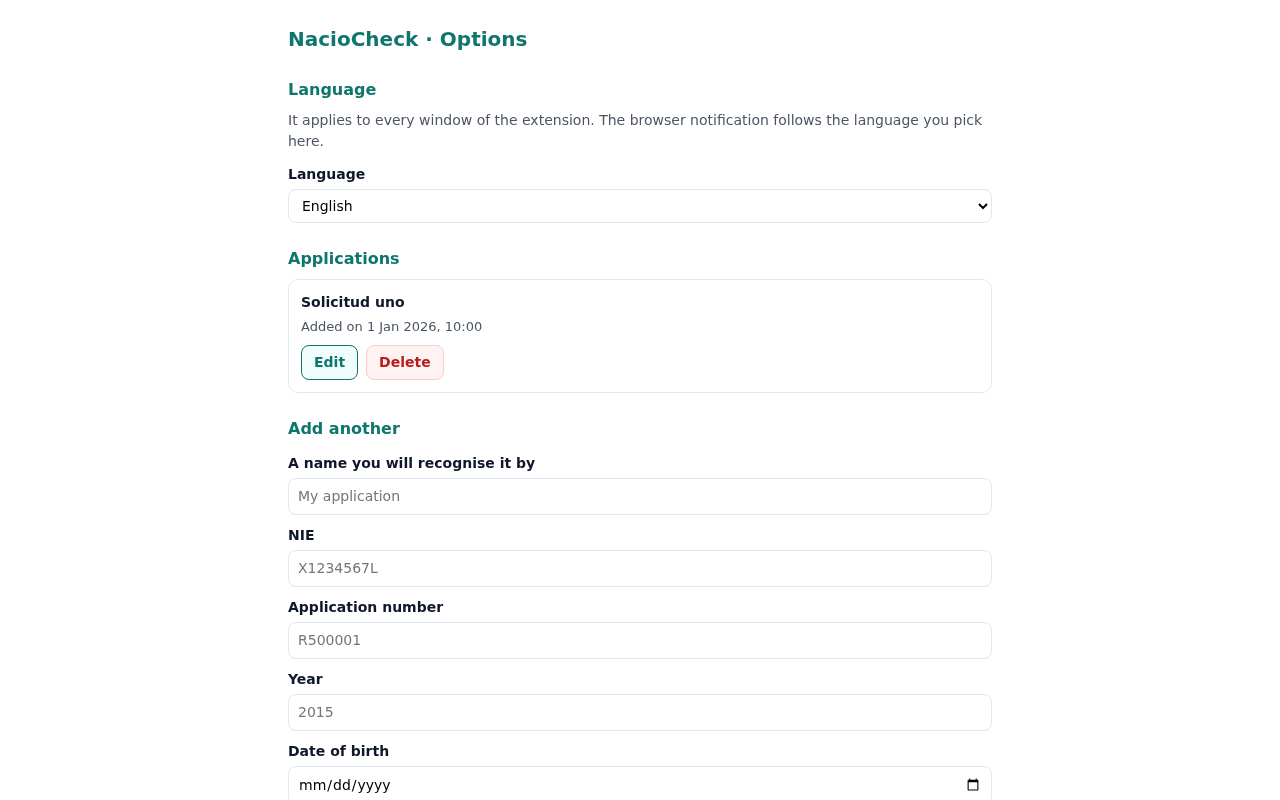 NacioCheck · Options
Language
It applies to every window of the extension. The browser notification follows the language you pick
here.
Language
English
Applications
Solicitud uno
Added on 1 Jan 2026, 10:00
Edit
Delete
Add another
A name you will recognise it by
My application
NIE
X1234567L
Application number
R500001
Year
2015
Date of birth
mm/dd/yyyy